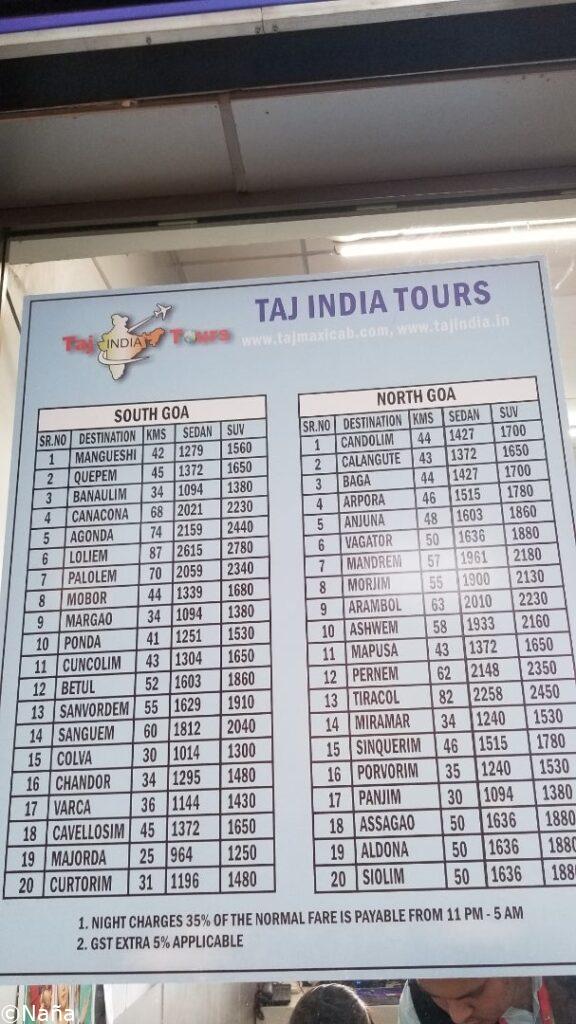 TAJ INDIA TOURS
Taj INDIA Tours
www.tajmaxicab.com, www.tajindia.in
SOUTH GOA
SR.NO DESTINATION KMS SEDAN SUV
1 MANGUESHI 42 1279 1560
2 QUEPEM 45 1372 1650
3 BANAULIM 34 1094 1380
4 CANACONA 68 2021 2230
5 AGONDA 74 2159 2440
6 LOLIEM 87 2615 2780
7 PALOLEM 70 2059 2340
8 MOBOR 44 1339 1680
9 MARGAO 34 1094 1380
10 PONDA 41 1251 1530
11 CUNCOLIM 43 1304 1650
12 BETUL 52 1603 1860
13 SANVORDEM 55 1629 1910
14 SANGUEM 60 1812 2040
15 COLVA 30 1014 1300
16 CHANDOR 34 1295 1480
17 VARCA 36 1144 1430
18 CAVELLOSIM 45 1372 1650
19 MAJORDA 25 964 1250
20 CURTORIM 31 1196 1480
NORTH GOA
SR.NO DESTINATION KMS SEDAN SUV
1 CANDOLIM 44 1427 1700
2 CALANGUTE 43 1372 1650
3 BAGA 44 1427 1700
4 ARPORA 46 1515 1780
5 ANJUNA 48 1603 1860
6 VAGATOR 50 1636 1880
7 MANDREM 57 1961 2180
8 MORJIM 55 1900 2130
9 ARAMBOL 63 2010 2230
10 ASHWEM 58 1933 2160
11 MAPUSA 43 1372 1650
12 PERNEM 62 2148 2350
13 TIRACOL 82 2258 2450
14 MIRAMAR 34 1240 1530
15 SINQUERIM 46 1515 1780
16 PORVORIM 35 1240 1530
17 PANJIM 30 1094 1380
18 ASSAGAO 50 1636 1880
19 ALDONA 50 1636 1880
20 SIOLIM 50 1636 188
1. NIGHT CHARGES 35% OF THE NORMAL FARE IS PAYABLE FROM 11 PM - 5 AM
2. GST EXTRA 5% APPLICABLE
©Naña